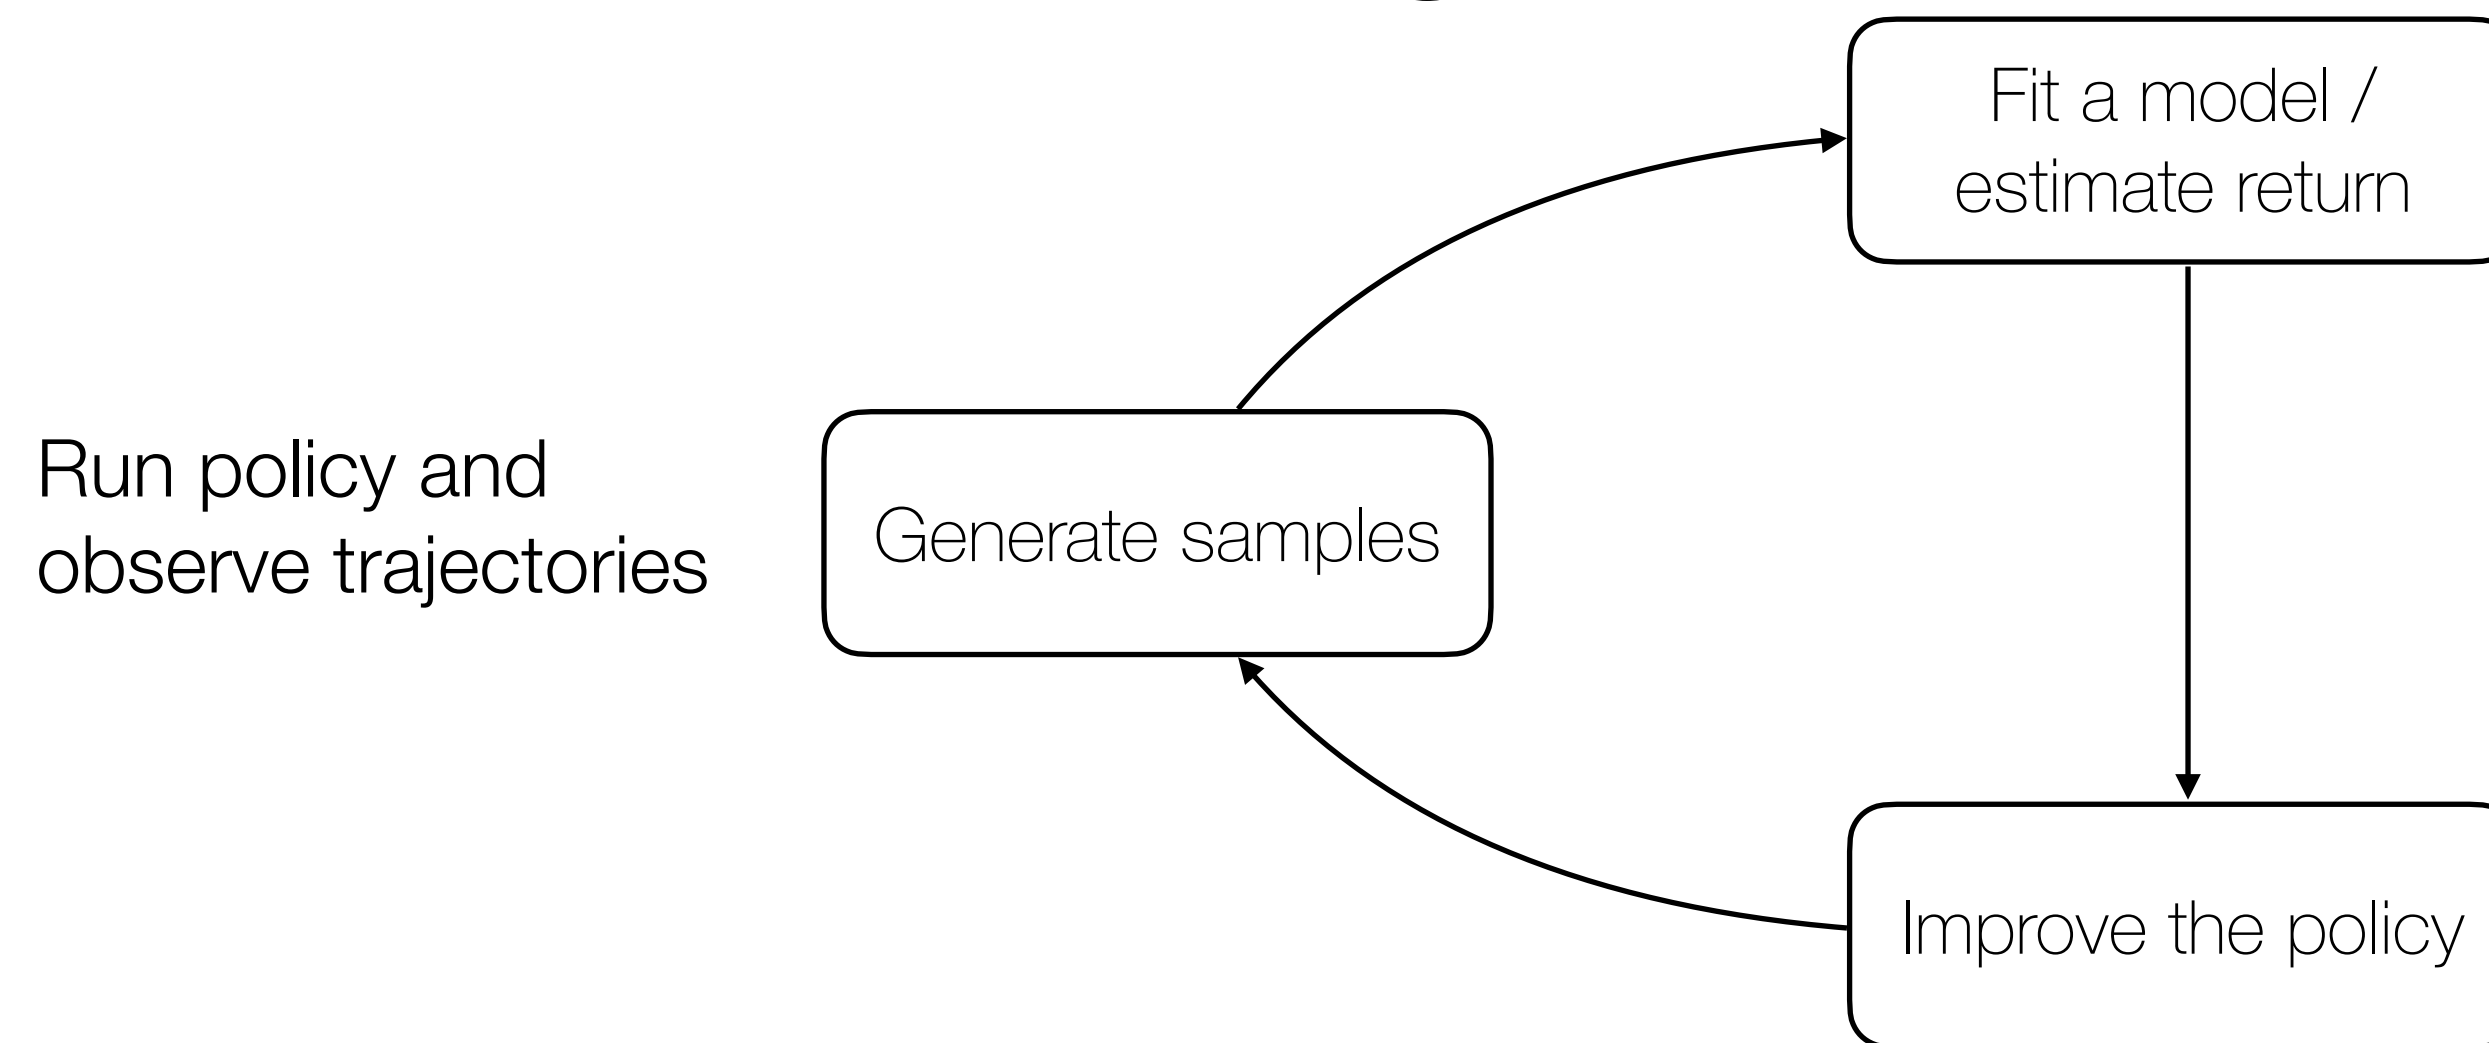 Fit a model /
estimate return
Run policy and
observe trajectories
Generate samples
Improve the policy